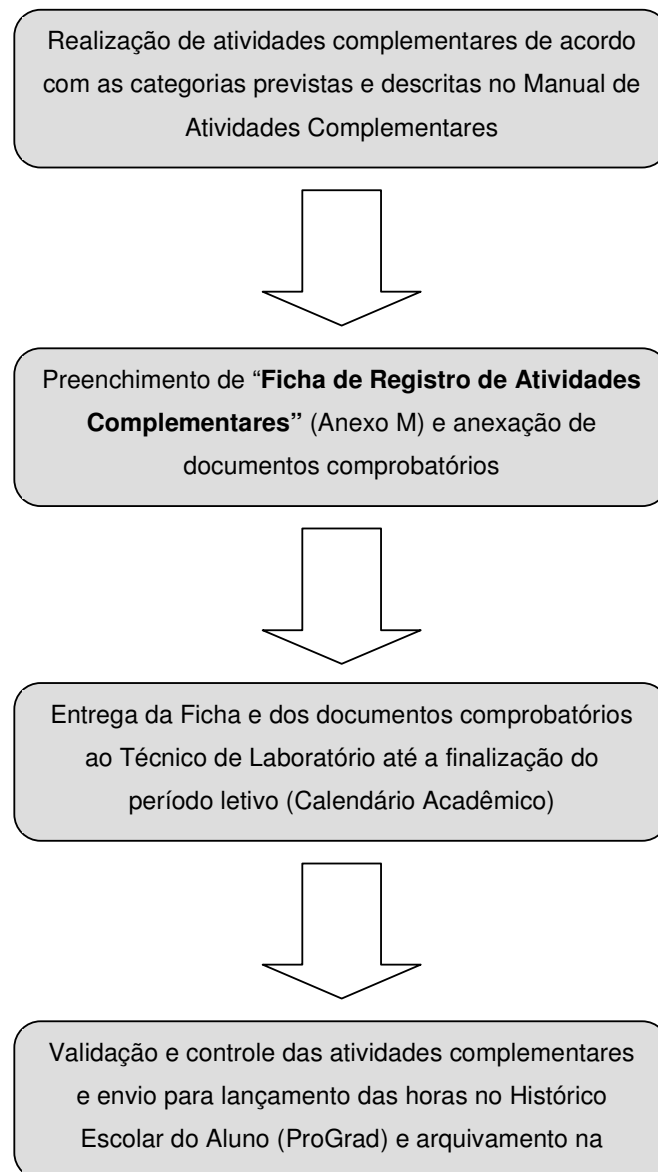 Realização de atividades complementares de acordo
com as categorias previstas e descritas no Manual de
Atividades Complementares
Preenchimento de “Ficha de Registro de Atividades
Complementares” (Anexo M) e anexação de
documentos comprobatórios
Entrega da Ficha e dos documentos comprobatórios
ao Técnico de Laboratório até a finalização do
período letivo (Calendário Acadêmico)
Validação e controle das atividades complementares
e envio para lançamento das horas no Histórico
Escolar do Aluno (ProGrad) e arquivamento na